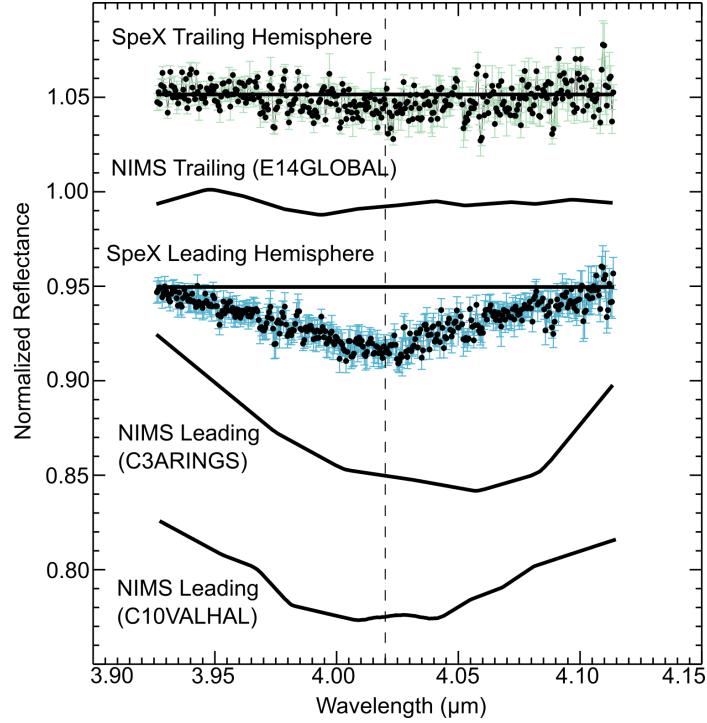 SpeX Trailing Hemisphere
1.05
NIMS Trailing (E14GLOBAL)
1.00
SpeX Leading Hemisphere
0.95
0.90
NIMS Leading
(C3ARINGS)
0.85
0.80
NIMS Leading
(C10VALHAL)
Normalized Reflectance
3.90
3.95
4.00
4.05
4.10
4.15
Wavelength (μm)